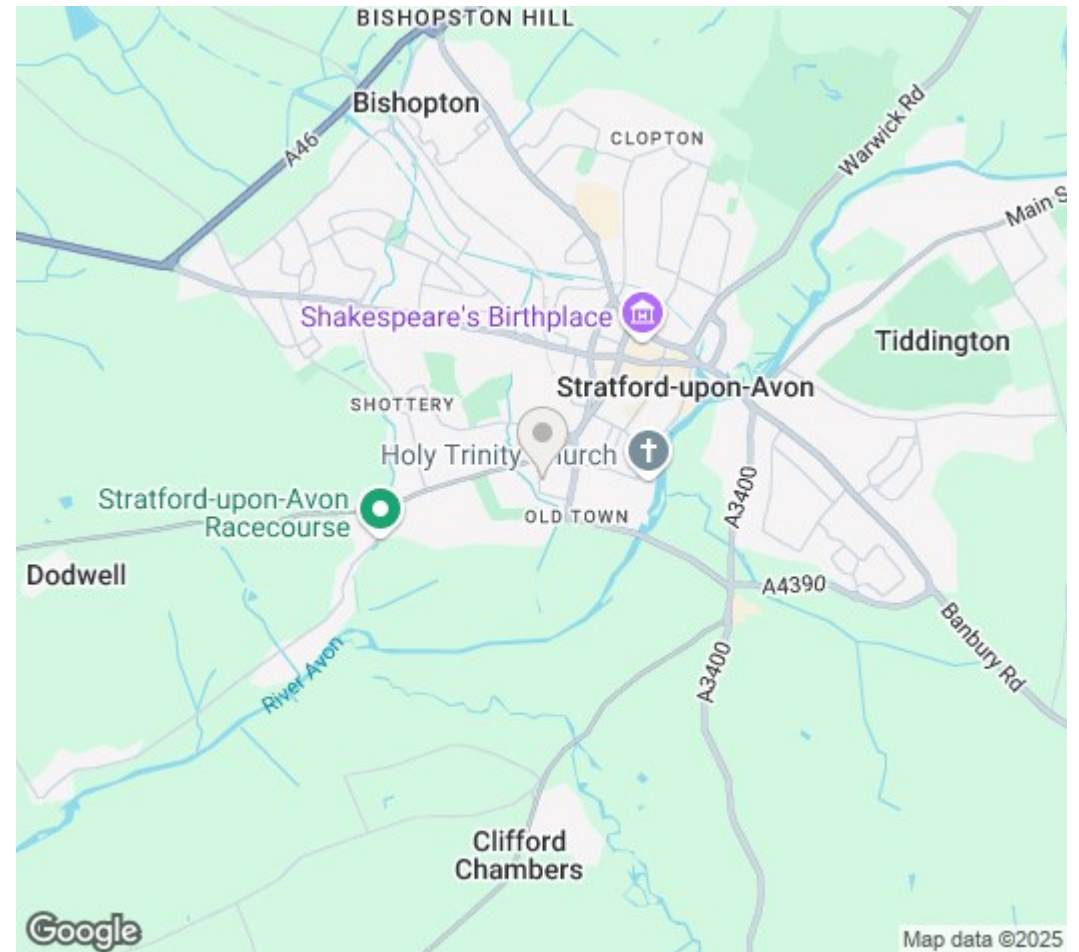 BISHOPSTON HILL
Bishopton
CLOPTON
A46
Warwick Rd
Main S
Shakespeare's Birthplace
Tiddington
Stratford-upon-Avon
SHOTTERY
Holy Trinity Church
Stratford-upon-Avon
Racecourse
OLD TOWN
A3400
Dodwell
A4390
Banbury Rd
River Avon
A3400
Clifford
Chambers
Google
Map data ©2025